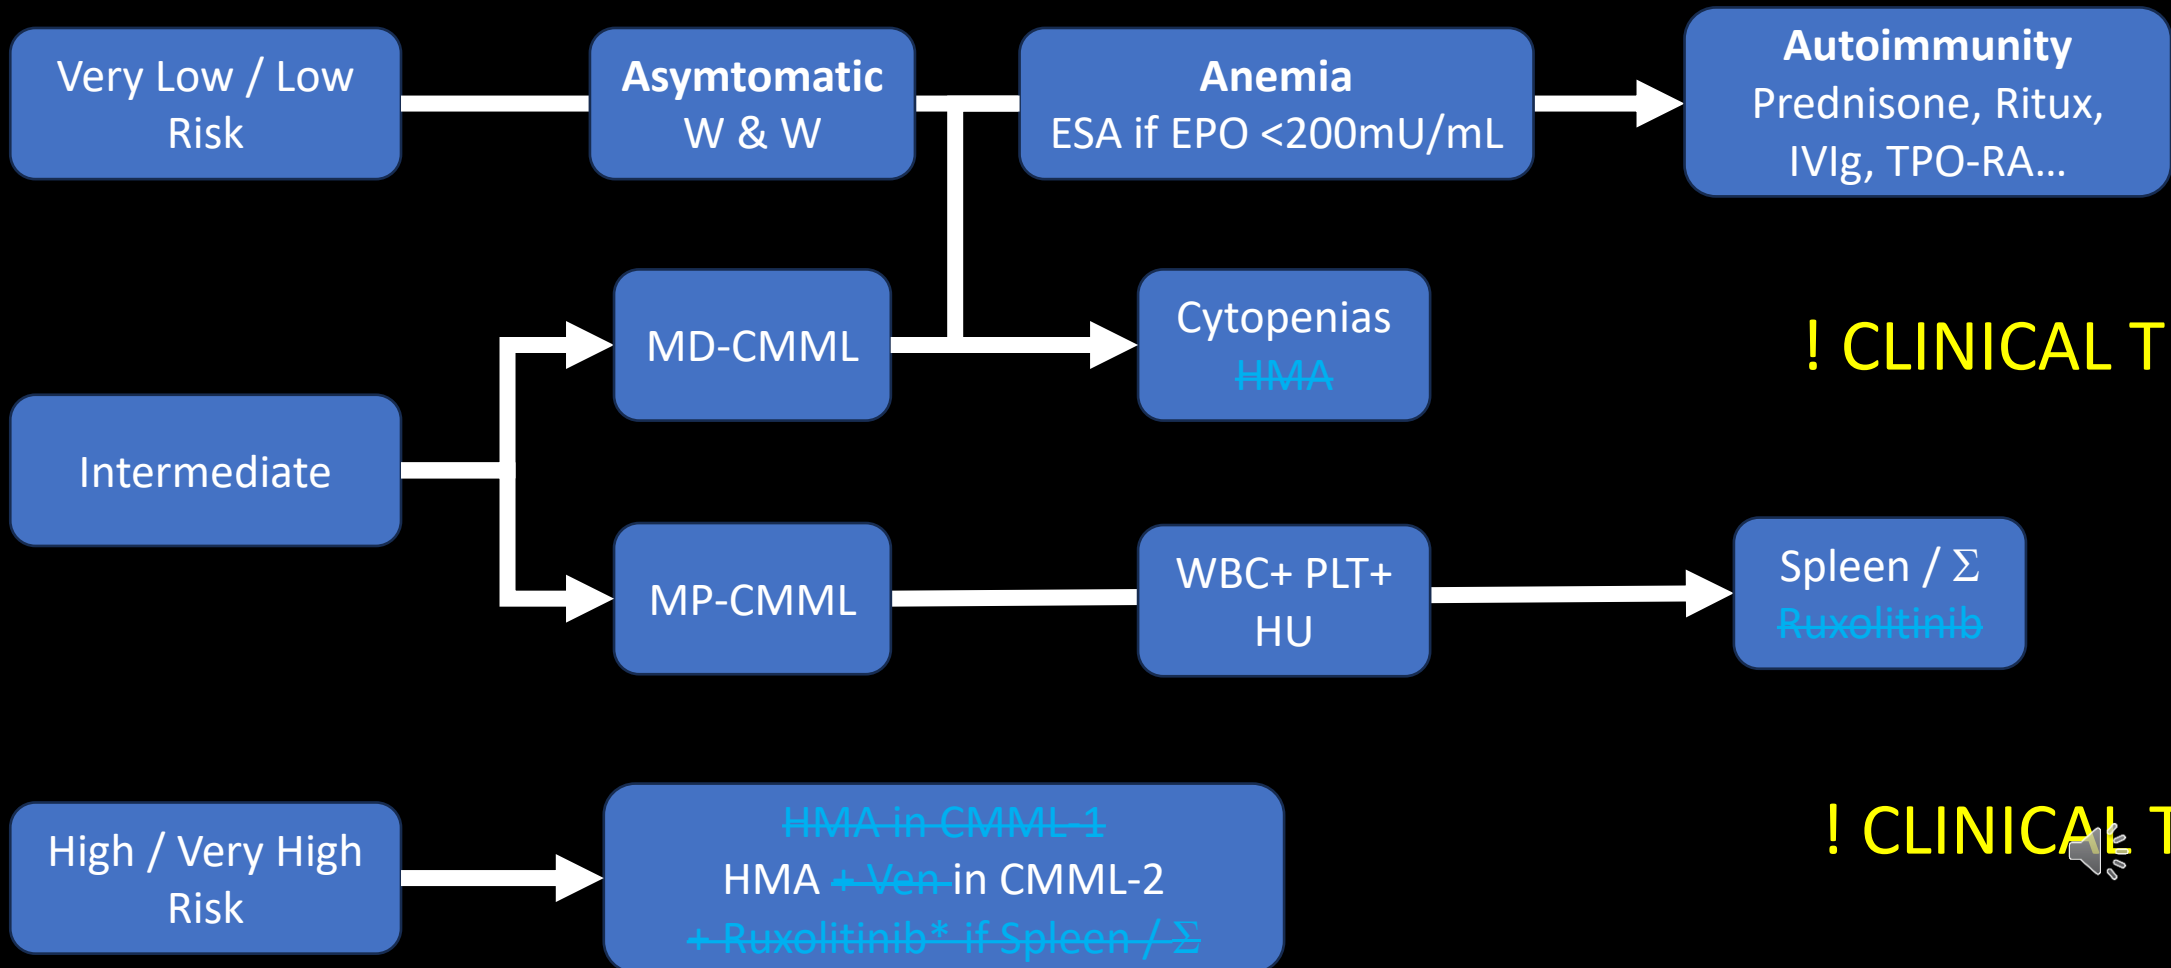 Very Low / Low
Risk
Asymtomatic
W & W
Anemia
ESA if EPO <200mU/mL
Autoimmunity
Prednisone, Ritux,
IVIg, TPO-RA...
MD-CMML
Cytopenias
HMA
! CLINICAL T
Intermediate
MP-CMML
WBC+ PLT+
HU
Spleen / Σ
Ruxolitinib
High / Very High
Risk
HMA in CMML-1
HMA + Ven in CMML-2
+ Ruxolitinib* if Spleen / Σ
! CLINICAL T